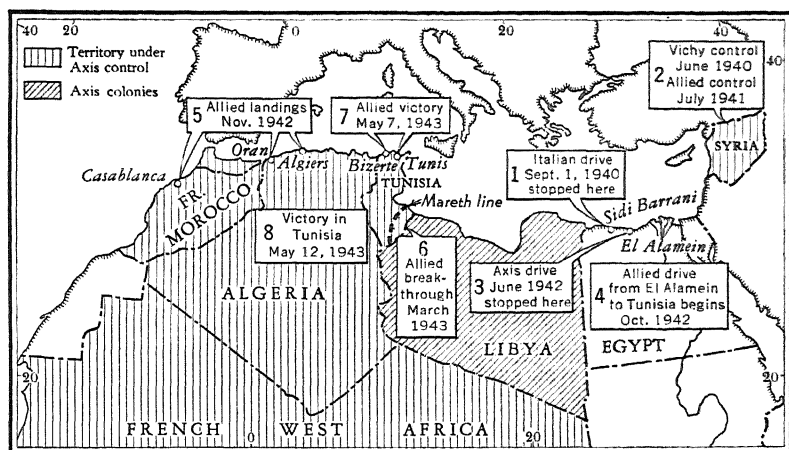 40
20
0
20
40
Territory under
Axis control
Axis colonies
5 Allied landings
Nov. 1942
7 Allied victory
May 7, 1943
2 Vichy control
June 1940
Allied control
July 1941
SYRIA
Oran
Algiers
Bizerte
Tunis
Casablanca
TUNISIA
Mareth line
1 Italian drive
Sept. 1, 1940
stopped here
Sidi Barrani
El Alamein
FR.
MOROCCO
8 Victory in
Tunisia
May 12, 1943
6
Allied
break-
through
March
1943
3 Axis drive
June 1942
stopped here
4 Allied drive
from El Alamein
to Tunisia begins
Oct. 1942
ALGERIA
LIBYA
EGYPT
20
20
FRENCH WEST AFRICA
0
20